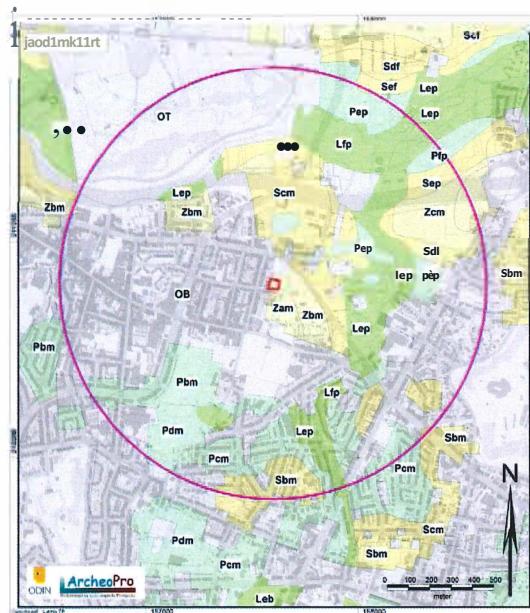 jaod1mk11rt
Scf
Sdf
Sef
Lep
Pep
Lep
OT
Lfp
Pfp
Lep
Scm
Sep
Zbm
Zbm
Zcm
Pep
Sdl
Sbm
lep pèp
OB
Zam
Zbm
Lep
Pbm
Pbm
Lfp
Pdm
Lep
Sbm
Pcm
Pcm
Sbm
N
Scm
Pdm
Sbm
Pcm
ODIN
ArcheoPro
Leb
0 100 200 300 400 500
meter
157000
158000